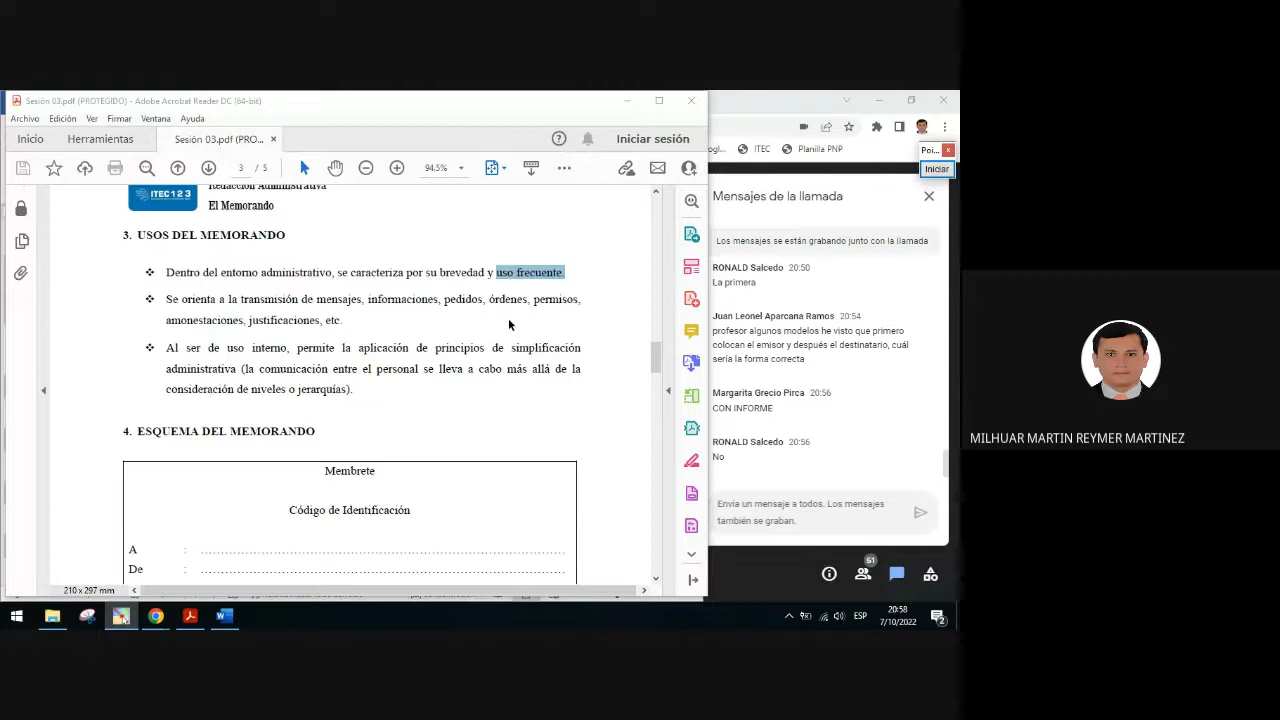 Sesión 03.pdf (PROTEGIDO) - Adobe Acrobat Reader DC (64-bit)
Archivo Edición Ver Firmar Ventana Ayuda
Inicio Herramientas Sesión 03.pdf (PRO... × Iniciar sesión
3 / 5 94.5%
ITEC 1 2 3
Redacción Administrativa
El Memorando
3. USOS DEL MEMORANDO
❖ Dentro del entorno administrativo, se caracteriza por su brevedad y uso frecuente.
❖ Se orienta a la transmisión de mensajes, informaciones, pedidos, órdenes, permisos,
amonestaciones, justificaciones, etc.
❖ Al ser de uso interno, permite la aplicación de principios de simplificación
administrativa (la comunicación entre el personal se lleva a cabo más allá de la
consideración de niveles o jerarquías).
4. ESQUEMA DEL MEMORANDO
Membrete
Código de Identificación
A : ..........................................................................................
De : ..........................................................................................
210 x 297 mm
ITEC Planilla PNP
Poi...
Iniciar
Mensajes de la llamada
Los mensajes se están grabando junto con la llamada
RONALD Salcedo 20:50
La primera
Juan Leonel Aparcana Ramos 20:54
profesor algunos modelos he visto que primero
colocan el emisor y después el destinatario, cuál
sería la forma correcta
Margarita Grecio Pirca 20:56
CON INFORME
RONALD Salcedo 20:56
No
Envía un mensaje a todos. Los mensajes
también se graban.
51
ESP
20:58
7/10/2022
2
MILHUAR MARTIN REYMER MARTINEZ